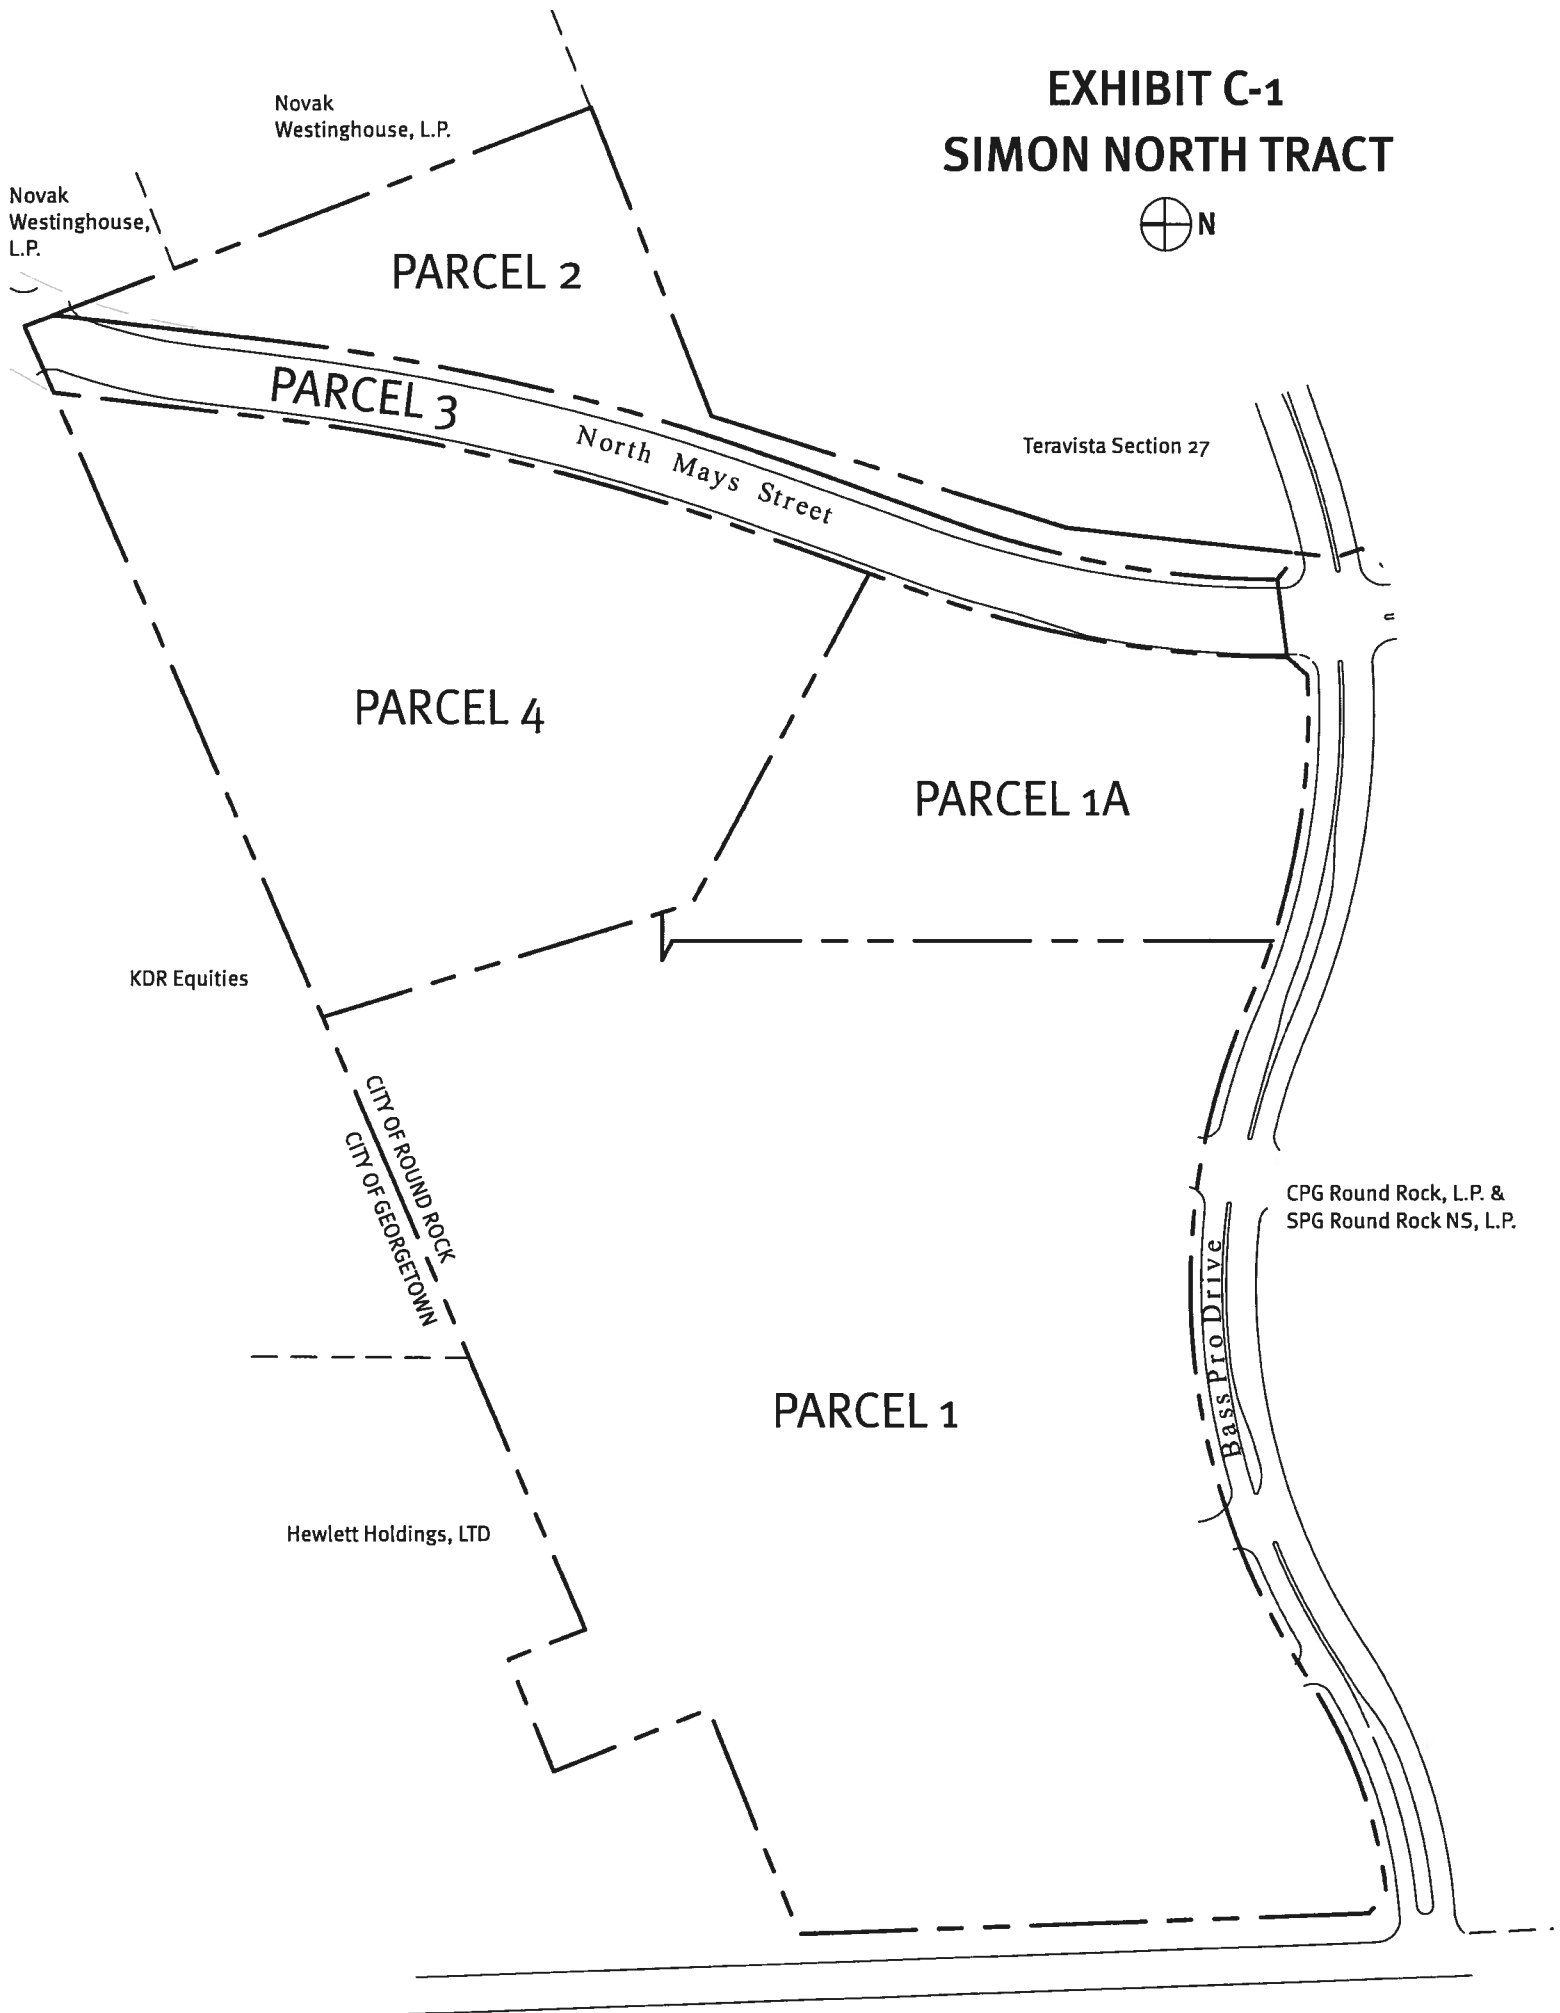 EXHIBIT C-1
SIMON NORTH TRACT
N
Novak
Westinghouse, L.P.
Novak
Westinghouse,
L.P.
PARCEL 2
PARCEL 3
North Mays Street
Teravista Section 27
PARCEL 4
PARCEL 1A
KDR Equities
CITY OF ROUND ROCK
CITY OF GEORGETOWN
CPG Round Rock, L.P. &
SPG Round Rock NS, L.P.
Bass Pro Drive
PARCEL 1
Hewlett Holdings, LTD